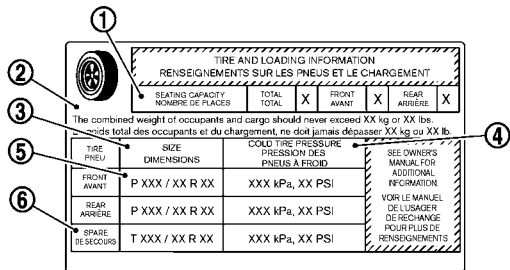 1
TIRE AND LOADING INFORMATION
RENSEIGNEMENTS SUR LES PNEUS ET LE CHARGEMENT
2
SEATING CAPACITY
NOMBRE DE PLACES
TOTAL
TOTAL
X
FRONT
AVANT
X
REAR
ARRIÈRE
X
The combined weight of occupants and cargo should never exceed XX kg or XX lbs.
total des occupants et du chargement, ne doit jamais dépasser XX kg ou XX lb.
3
4
TIRE
PNEU
SIZE
DIMENSIONS
COLD TIRE PRESSURE
PRESSION DES
PNEUS À FROID
SEE OWNER'S
MANUAL FOR
ADDITIONAL
INFORMATION.
VOIR LE MANUEL
DE L'USAGER
DE RECHANGE
POUR PLUS DE
RENSEIGNEMENTS
5
FRONT
AVANT
P XXX / XX R XX
XXX kPa, XX PSI
REAR
ARRIÈRE
P XXX / XX R XX
XXX kPa, XX PSI
6
SPARE
DE SECOURS
T XXX / XX R XX
XXX kPa, XX PSI